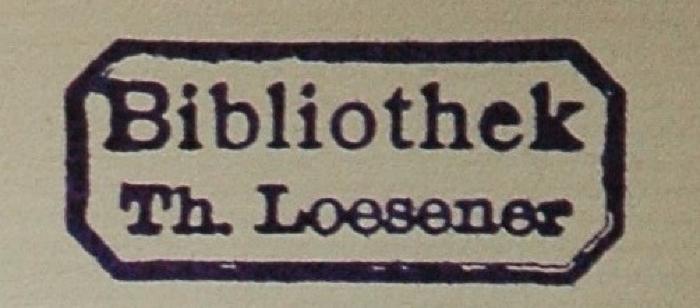 Bibliothek
Th. Loesener